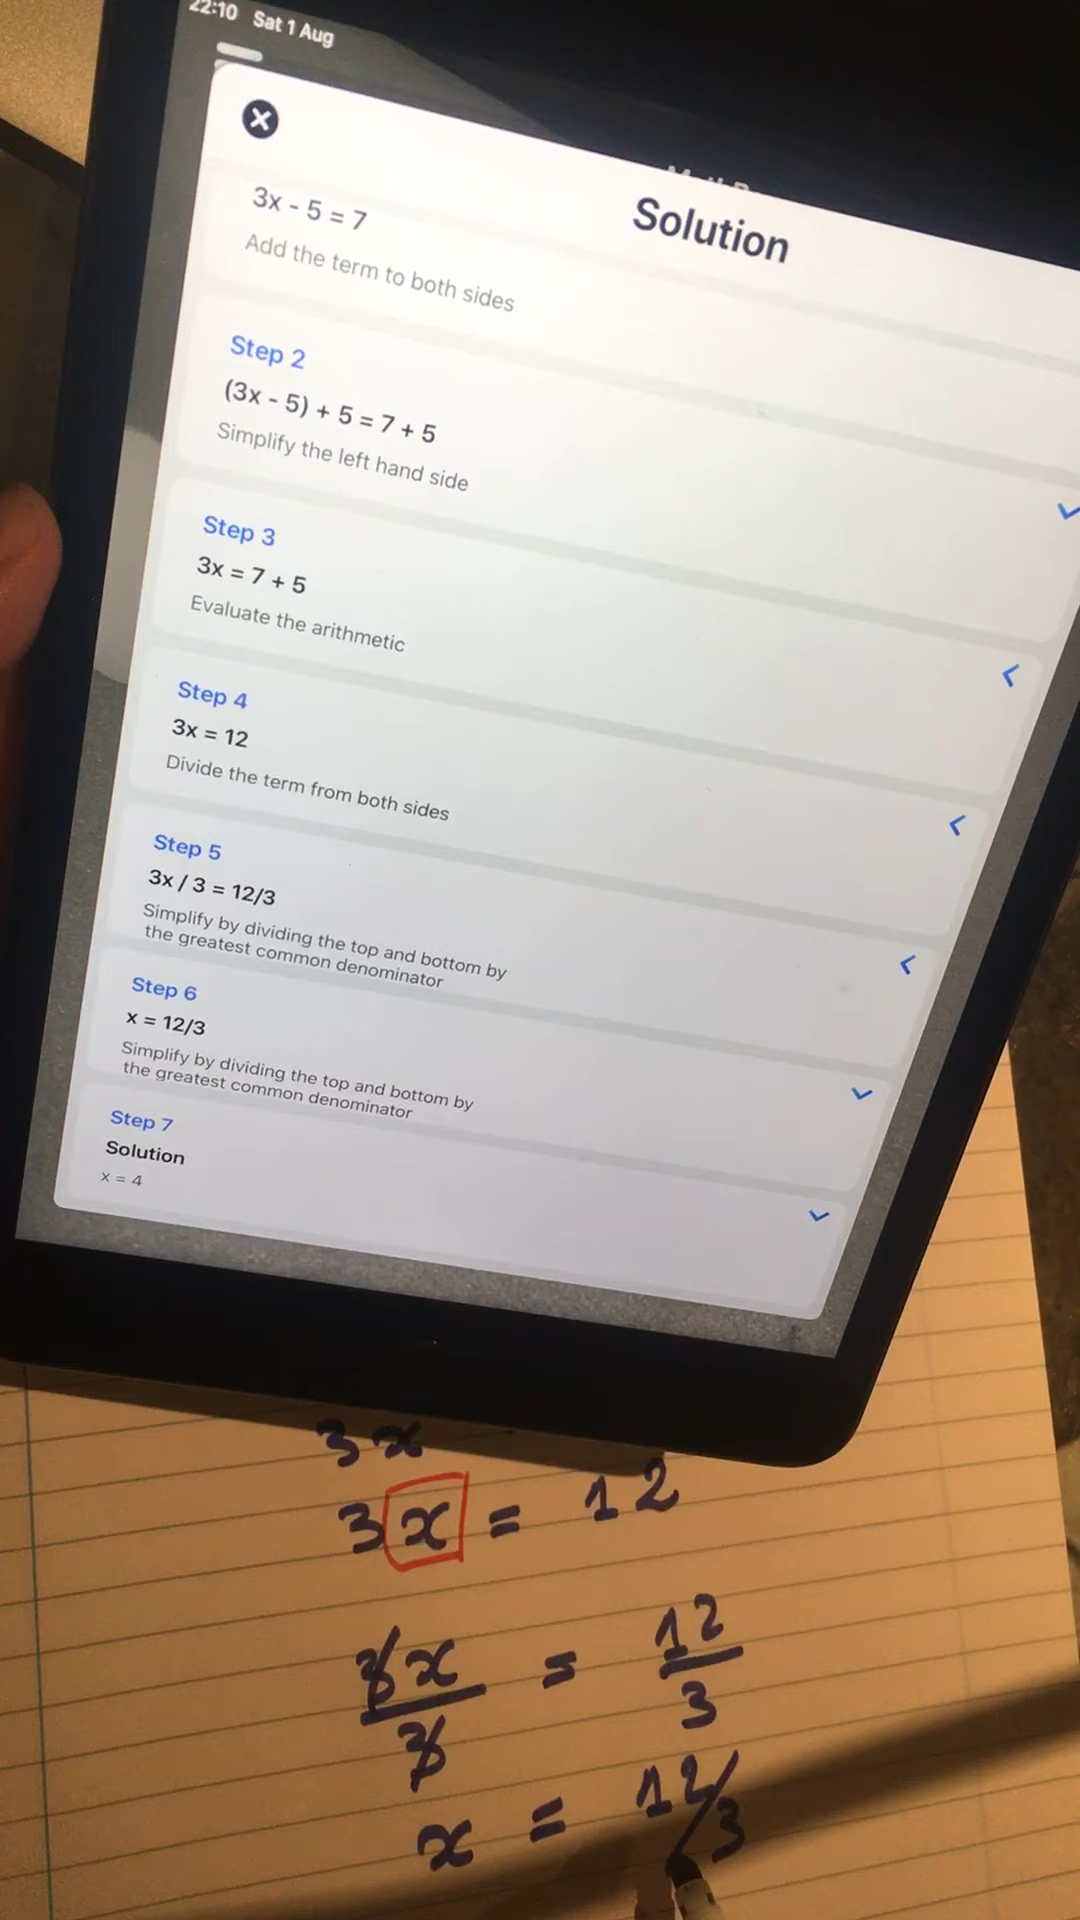 22:10 Sat 1 Aug
Solution
3x - 5 = 7
Add the term to both sides
Step 2
(3x - 5) + 5 = 7 + 5
Simplify the left hand side
Step 3
3x = 7 + 5
Evaluate the arithmetic
Step 4
3x = 12
Divide the term from both sides
Step 5
3x / 3 = 12/3
Simplify by dividing the top and bottom by
the greatest common denominator
Step 6
x = 12/3
Simplify by dividing the top and bottom by
the greatest common denominator
Step 7
Solution
x = 4
3x
3x = 12
3x/3 = 12/3
x = 12/3